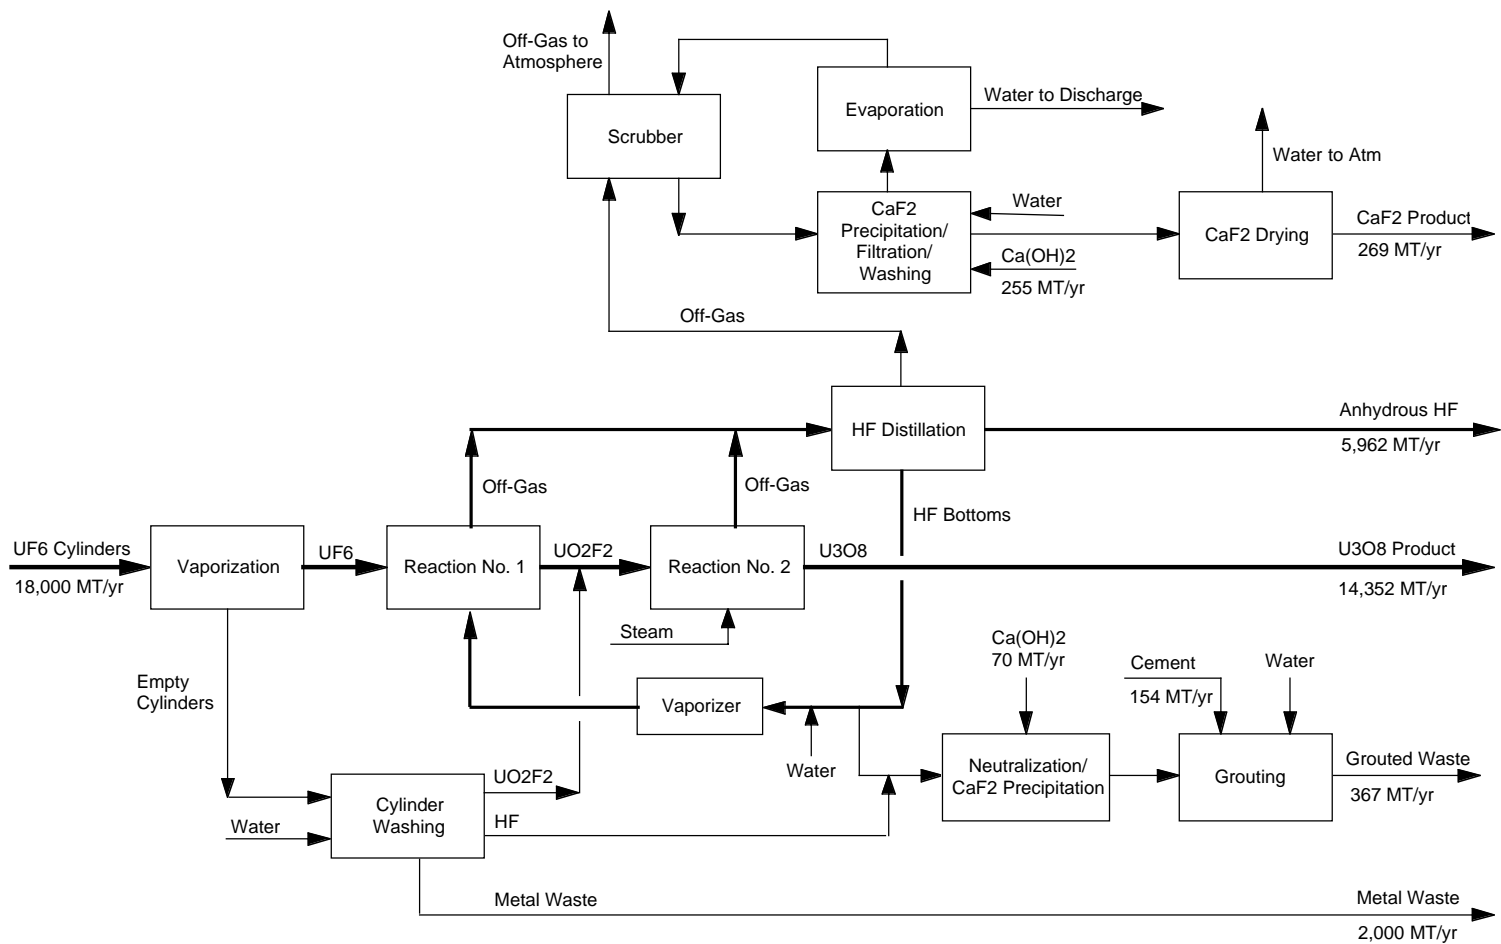 Off-Gas to
Atmosphere
Scrubber
Evaporation
Water to Discharge
Water to Atm
CaF2
Precipitation/
Filtration/
Washing
Water
Ca(OH)2
255 MT/yr
CaF2 Drying
CaF2 Product
269 MT/yr
Off-Gas
HF Distillation
Anhydrous HF
5,962 MT/yr
Off-Gas
Off-Gas
HF Bottoms
UF6 Cylinders
18,000 MT/yr
Vaporization
UF6
Reaction No. 1
UO2F2
Reaction No. 2
U3O8
U3O8 Product
14,352 MT/yr
Steam
Empty
Cylinders
Vaporizer
Water
Ca(OH)2
70 MT/yr
Cement
154 MT/yr
Water
Neutralization/
CaF2 Precipitation
Grouting
Grouted Waste
367 MT/yr
Water
Cylinder
Washing
UO2F2
HF
Metal Waste
Metal Waste
2,000 MT/yr